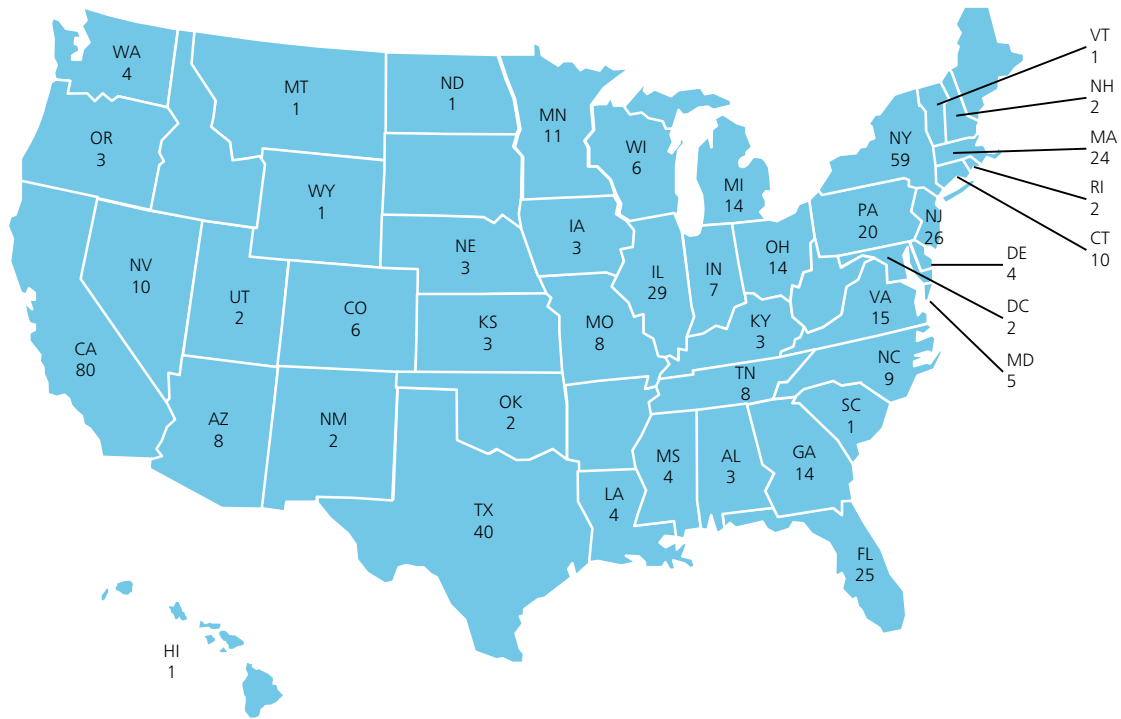 WA
4
MT
1
ND
1
MN
11
VT
1
NH
2
MA
24
RI
2
CT
10
OR
3
WI
6
NY
59
MI
14
WY
1
IA
3
NE
3
PA
20
NJ
26
DE
4
DC
2
MD
5
NV
10
UT
2
CO
6
IL
29
IN
7
OH
14
VA
15
KS
3
MO
8
KY
3
CA
80
NC
9
TN
8
AZ
8
NM
2
OK
2
SC
1
MS
4
AL
3
GA
14
LA
4
TX
40
FL
25
HI
1